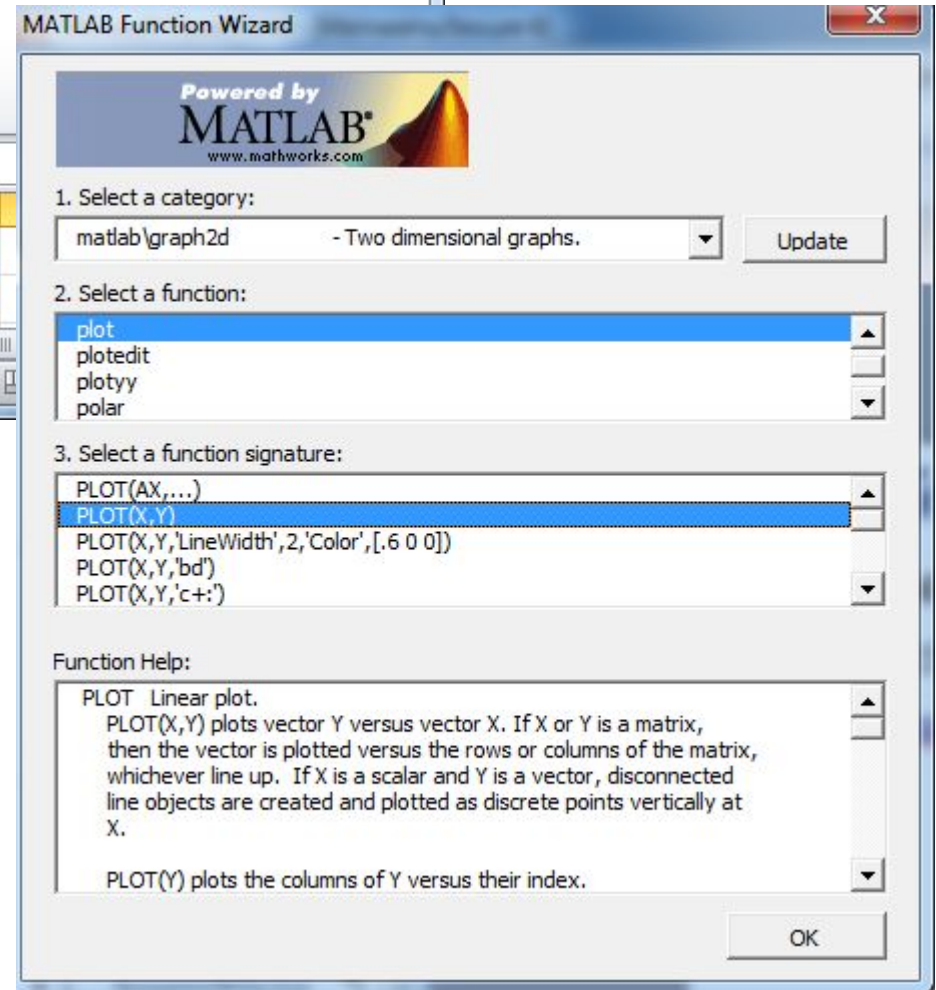 MATLAB Function Wizard
Powered by
MATLAB®
www.mathworks.com
1. Select a category:
matlab\graph2d - Two dimensional graphs.
Update
2. Select a function:
plot
plotedit
plotyy
polar
3. Select a function signature:
PLOT(AX,...)
PLOT(X,Y)
PLOT(X,Y,'LineWidth',2,'Color',[.6 0 0])
PLOT(X,Y,'bd')
PLOT(X,Y,'c+:')
Function Help:
PLOT Linear plot.
PLOT(X,Y) plots vector Y versus vector X. If X or Y is a matrix,
then the vector is plotted versus the rows or columns of the matrix,
whichever line up. If X is a scalar and Y is a vector, disconnected
line objects are created and plotted as discrete points vertically at
X.
PLOT(Y) plots the columns of Y versus their index.
OK